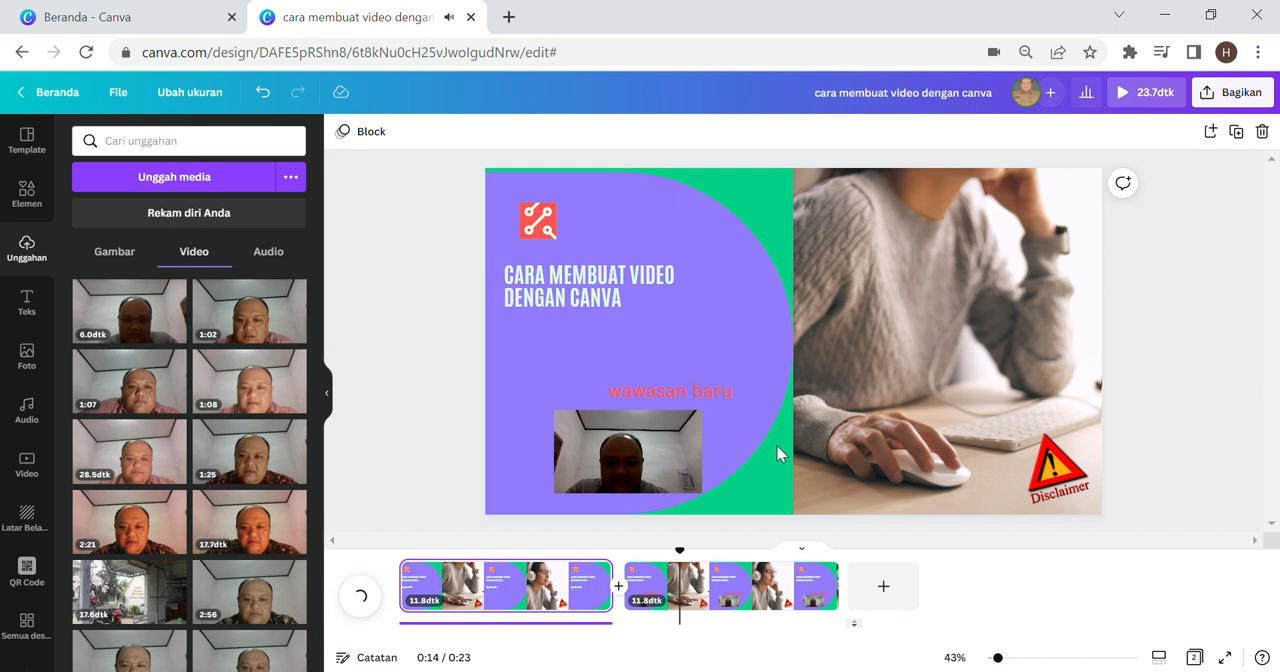 Beranda - Canva
cara membuat video dengan
canva.com/design/DAFE5pRShn8/6t8kNu0cH25vJwoIgudNrw/edit#
H
Beranda
File
Ubah ukuran
cara membuat video dengan canva
23.7dtk
Bagikan
Template
Elemen
Unggahan
Teks
Foto
Audio
Video
Latar Bela...
QR Code
Semua des...
Cari unggahan
Unggah media
Rekam diri Anda
Gambar
Video
Audio
6.0dtk
1:02
1:07
1:08
28.5dtk
1:25
2:21
17.7dtk
17.6dtk
2:56
Block
CARA MEMBUAT VIDEO
DENGAN CANVA
wawasan baru
Disclaimer
11.8dtk
11.8dtk
Catatan
0:14 / 0:23
43%
2